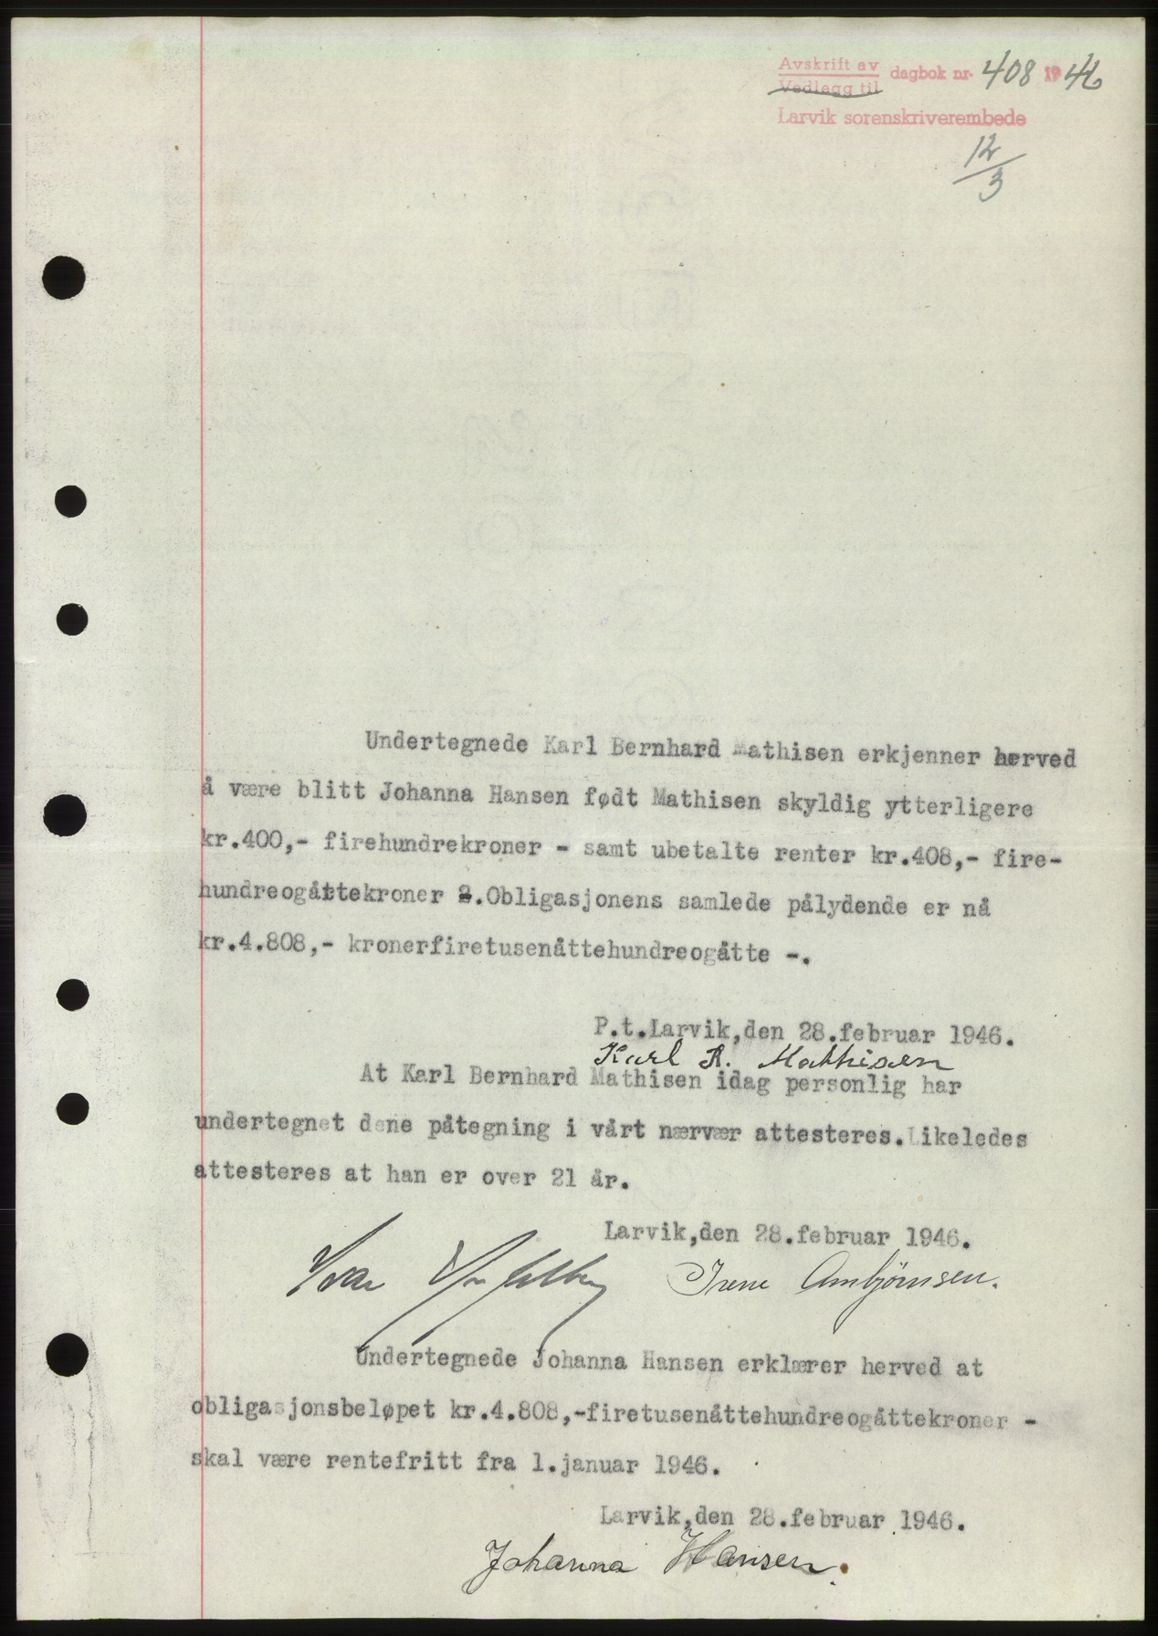 Avskrift av
Vedlegg til
dagbok nr. 408 1946
Larvik sorenskriverembede
12/3
Undertegnede Karl Bernhard Mathisen erkjenner herved
å være blitt Johanna Hansen født Mathisen skyldig ytterligere
kr.400,- firehundrekroner - samt ubetalte renter kr.408,- fire-
hundreogåttekroner -.Obligasjonens samlede pålydende er nå
kr.4.808,- kronerfiretusenåttehundreogåtte -.
P.t.Larvik,den 28.februar 1946.
Karl B. Mathisen
At Karl Bernhard Mathisen idag personlig har
undertegnet dene påtegning i vårt nærvær attesteres.Likeledes
attesteres at han er over 21 år.
Larvik,den 28.februar 1946.
Ivar Irene Ambjørnsen.
Undertegnede Johanna Hansen erklærer herved at
obligasjonsbeløpet kr.4.808,-firetusenåttehundreogåttekroner -
skal være rentefritt fra 1.januar 1946.
Larvik,den 28.februar 1946.
Johanna Hansen.